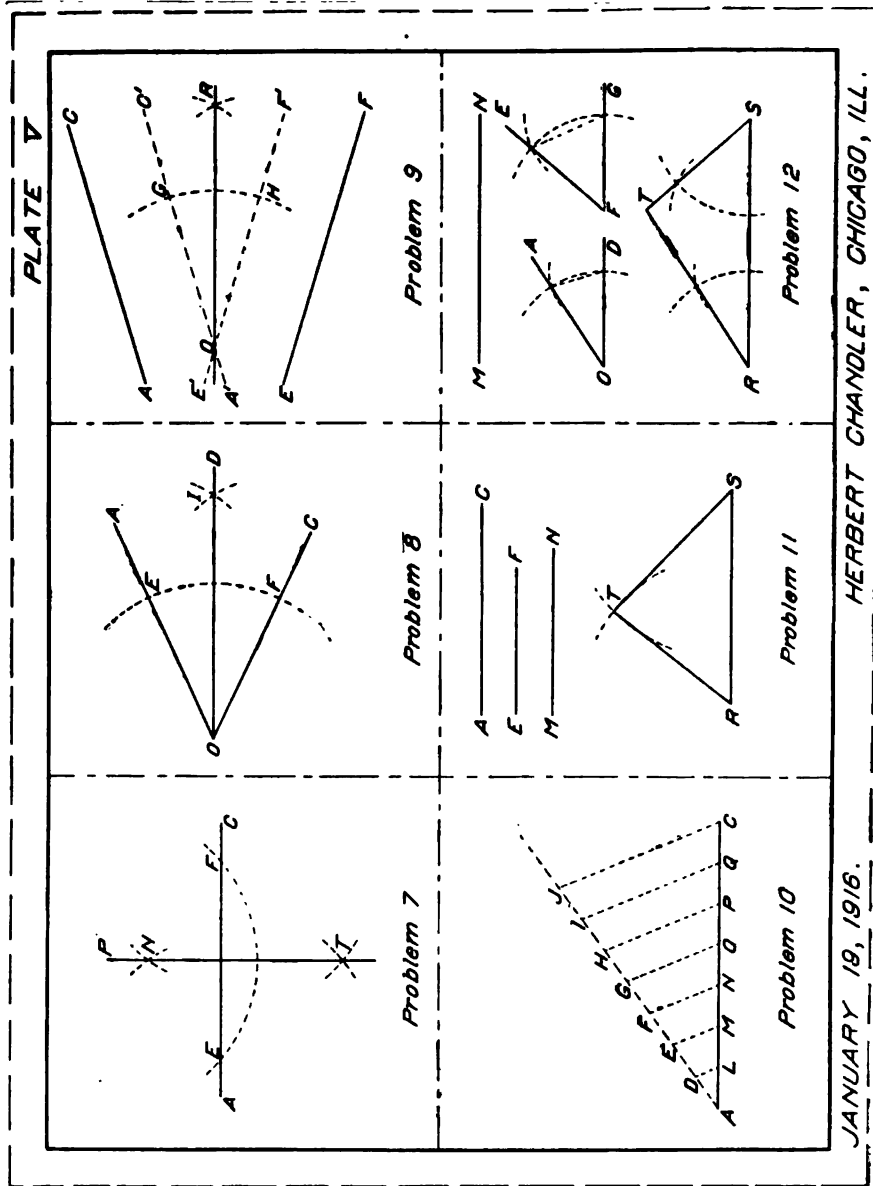 PLATE V
P
N
A E F C
T
Problem 7
A
E
I
O D
F
C
Problem 8
C
A
G C'
E' O R
A'
H F'
E
F
Problem 9
J
I
H
G
F
E
D
A L M N O P Q C
Problem 10
A C
E F
M N
T
R S
Problem 11
M N
A
O D
E
F G
T
R S
Problem 12
JANUARY 19, 1916.
HERBERT CHANDLER, CHICAGO, ILL.